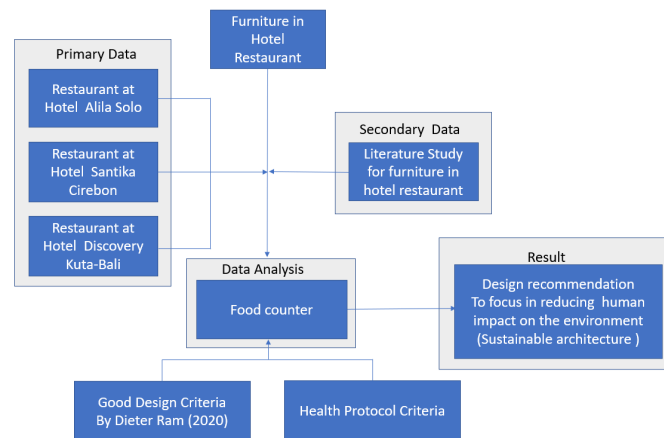 Furniture in
Hotel
Restaurant
Primary Data
Restaurant at
Hotel Alila Solo
Restaurant at
Hotel Santika
Cirebon
Restaurant at
Hotel Discovery
Kuta-Bali
Secondary Data
Literature Study
for furniture in
hotel restaurant
Data Analysis
Food counter
Result
Design recommendation
To focus in reducing human
impact on the environment
(Sustainable architecture )
Good Design Criteria
By Dieter Ram (2020)
Health Protocol Criteria